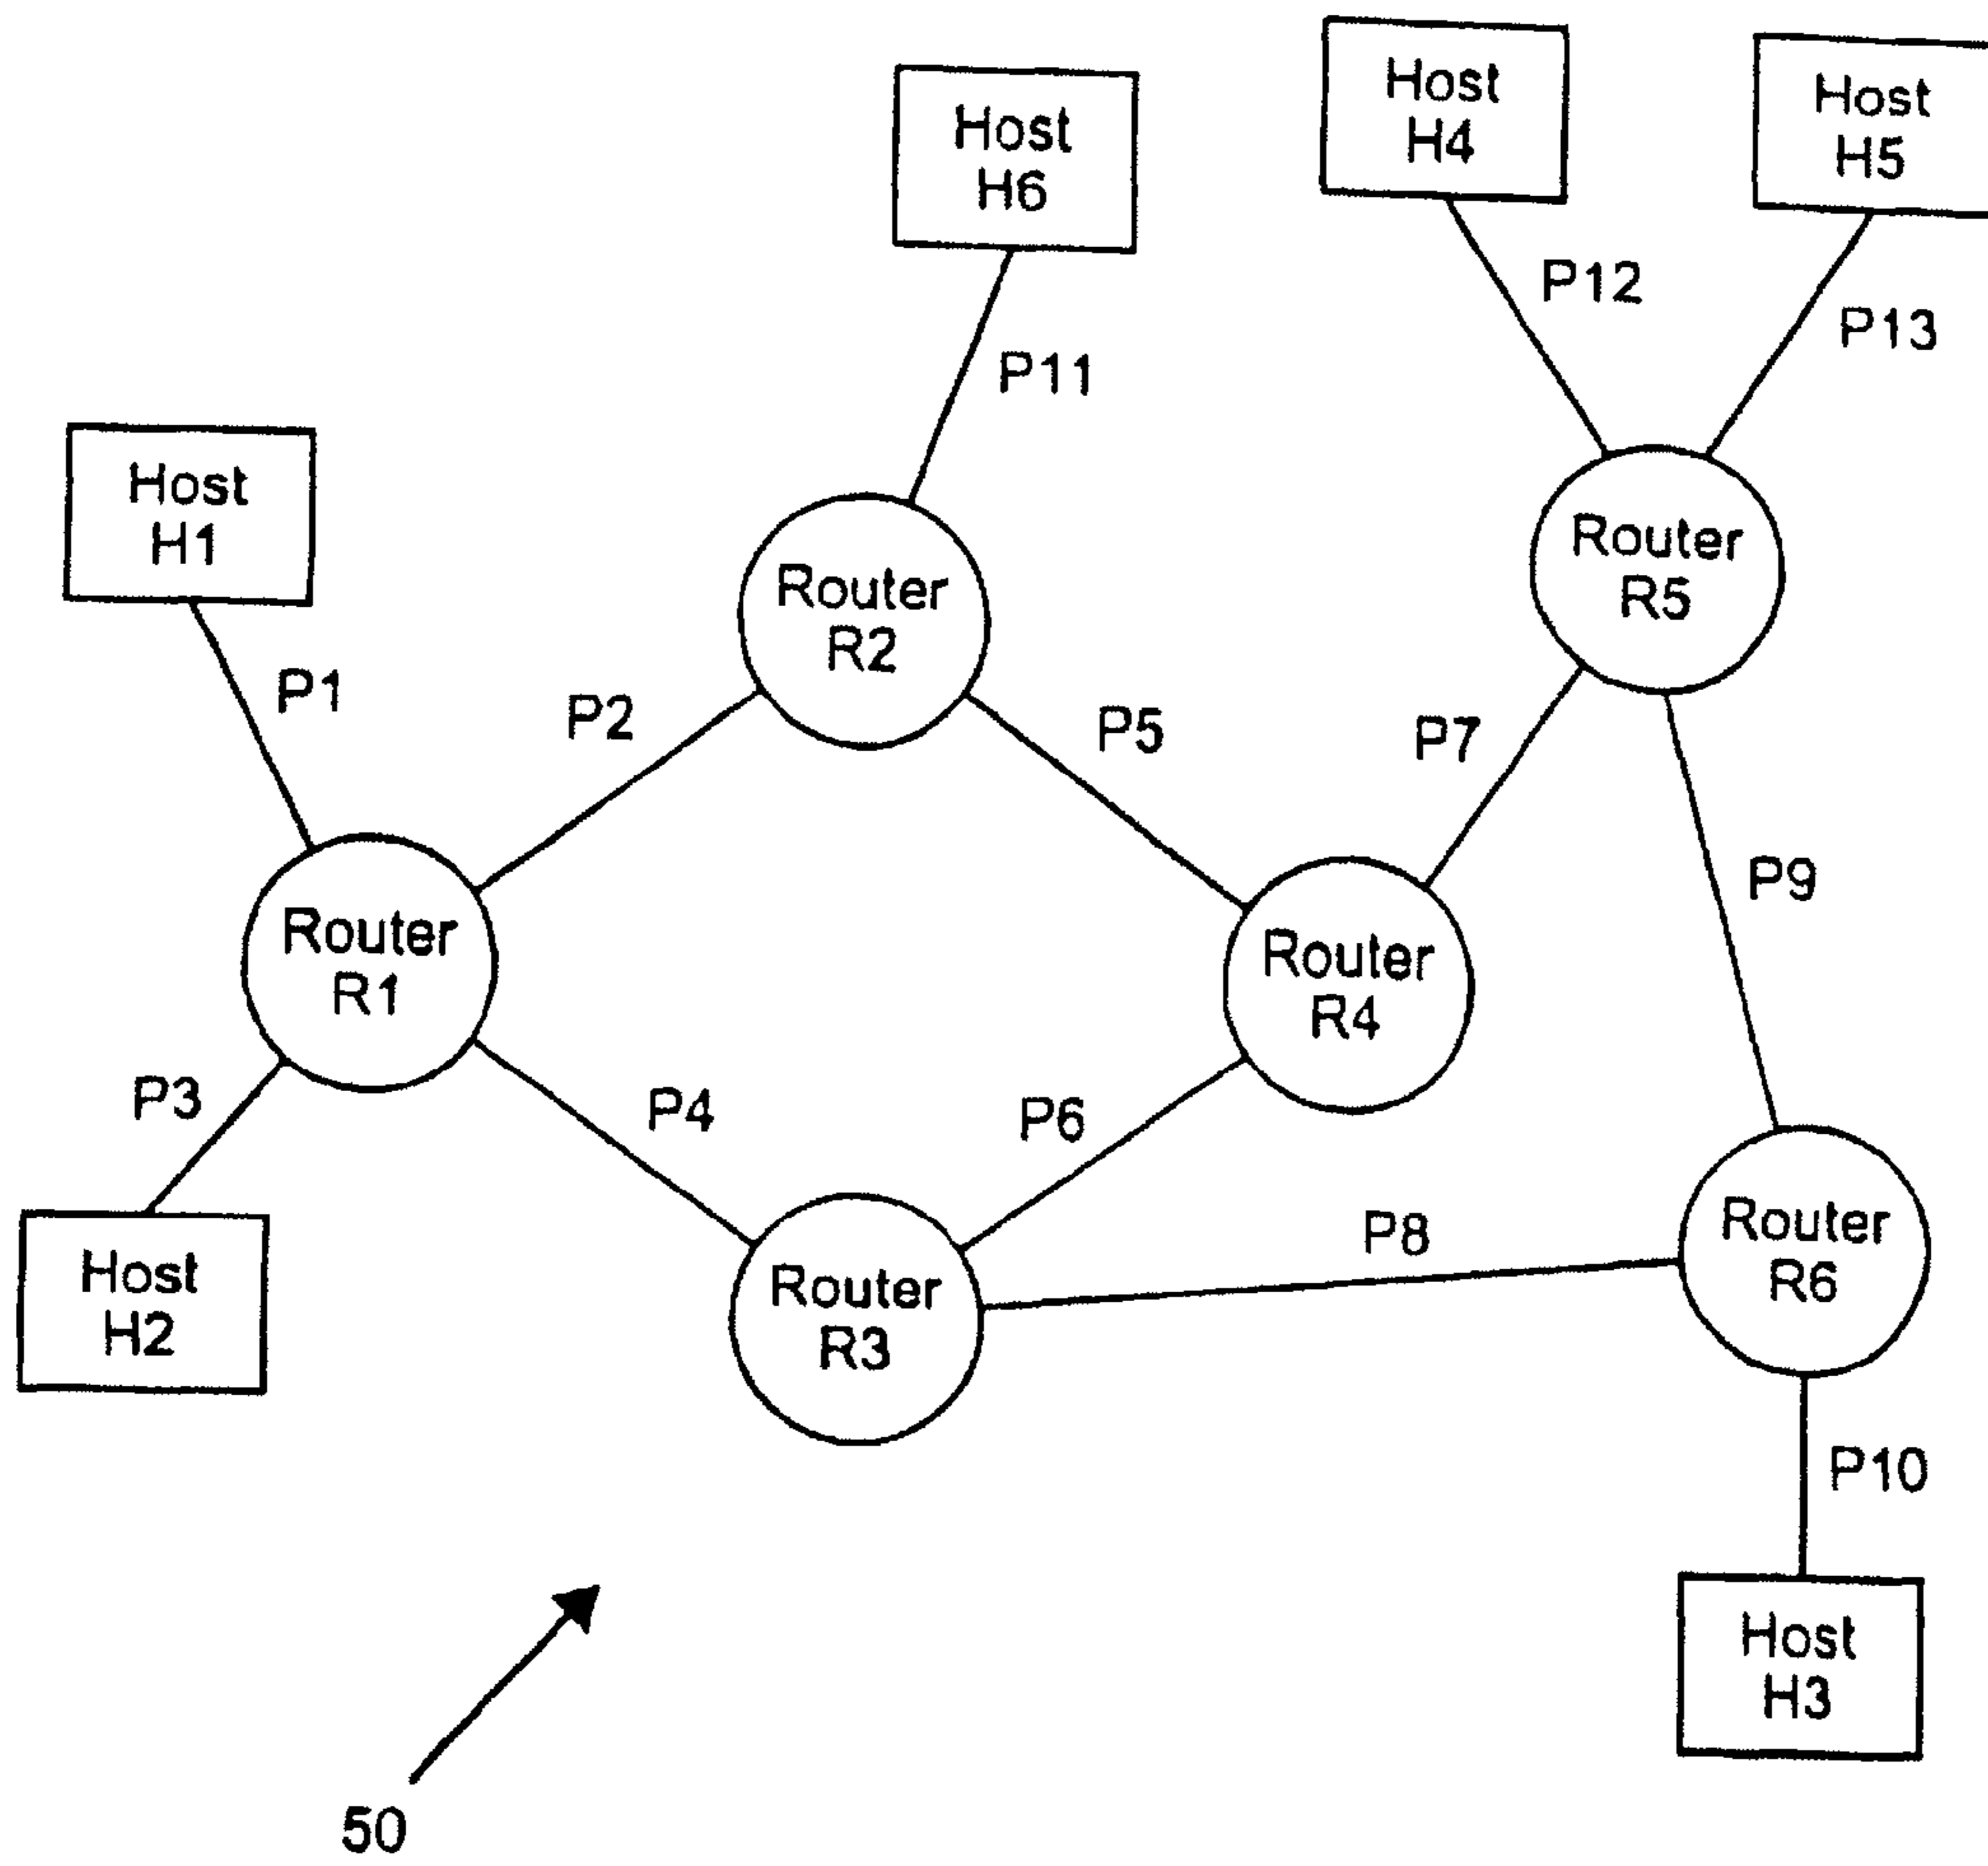 Host
H4
Host
H5
Host
H6
P12
P13
P11
Host
H1
Router
R5
Router
R2
P1
P2
P5
P7
P9
Router
R1
Router
R4
P3
P4
P6
Router
R6
P8
Host
H2
Router
R3
P10
Host
H3
50